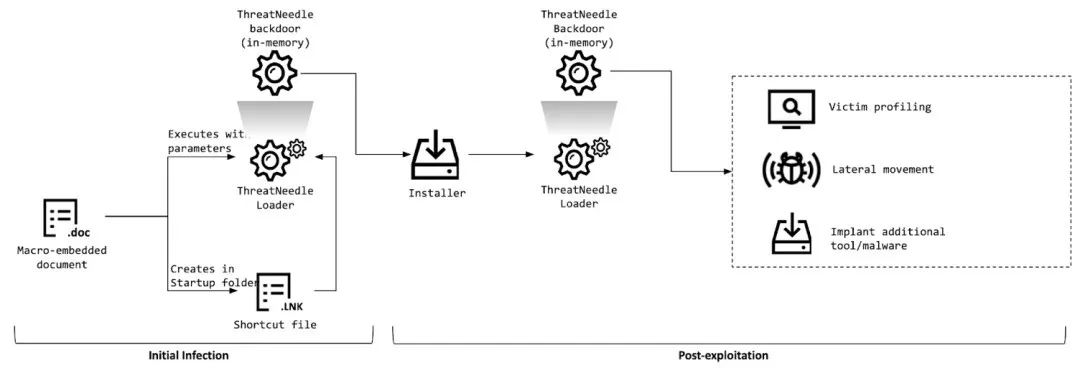 ThreatNeedle
backdoor
(in-memory)
Executes with
parameters
ThreatNeedle
Loader
.doc
Macro-embedded
document
Creates in
Startup folder
.LNK
Shortcut file
Initial Infection
Installer
ThreatNeedle
Backdoor
(in-memory)
ThreatNeedle
Loader
Victim profiling
Lateral movement
Implant additional
tool/malware
Post-exploitation